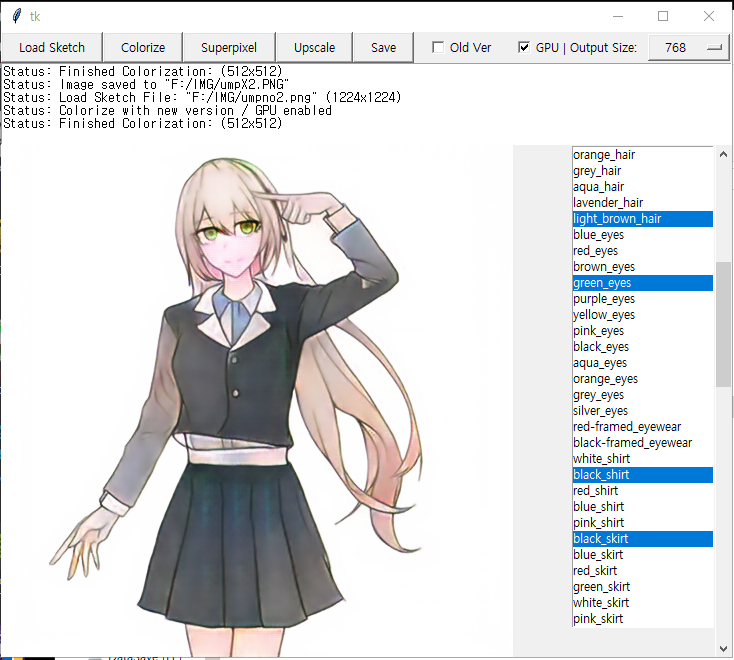 tk
Load Sketch Colorize Superpixel Upscale Save Old Ver GPU | Output Size: 768
Status: Finished Colorization: (512x512)
Status: Image saved to "F:/IMG/umpX2.PNG"
Status: Load Sketch File: "F:/IMG/umpno2.png" (1224x1224)
Status: Colorize with new version / GPU enabled
Status: Finished Colorization: (512x512)
orange_hair
grey_hair
aqua_hair
lavender_hair
light_brown_hair
blue_eyes
red_eyes
brown_eyes
green_eyes
purple_eyes
yellow_eyes
pink_eyes
black_eyes
aqua_eyes
orange_eyes
grey_eyes
silver_eyes
red-framed_eyewear
black-framed_eyewear
white_shirt
black_shirt
red_shirt
blue_shirt
pink_shirt
black_skirt
blue_skirt
red_skirt
green_skirt
white_skirt
pink_skirt